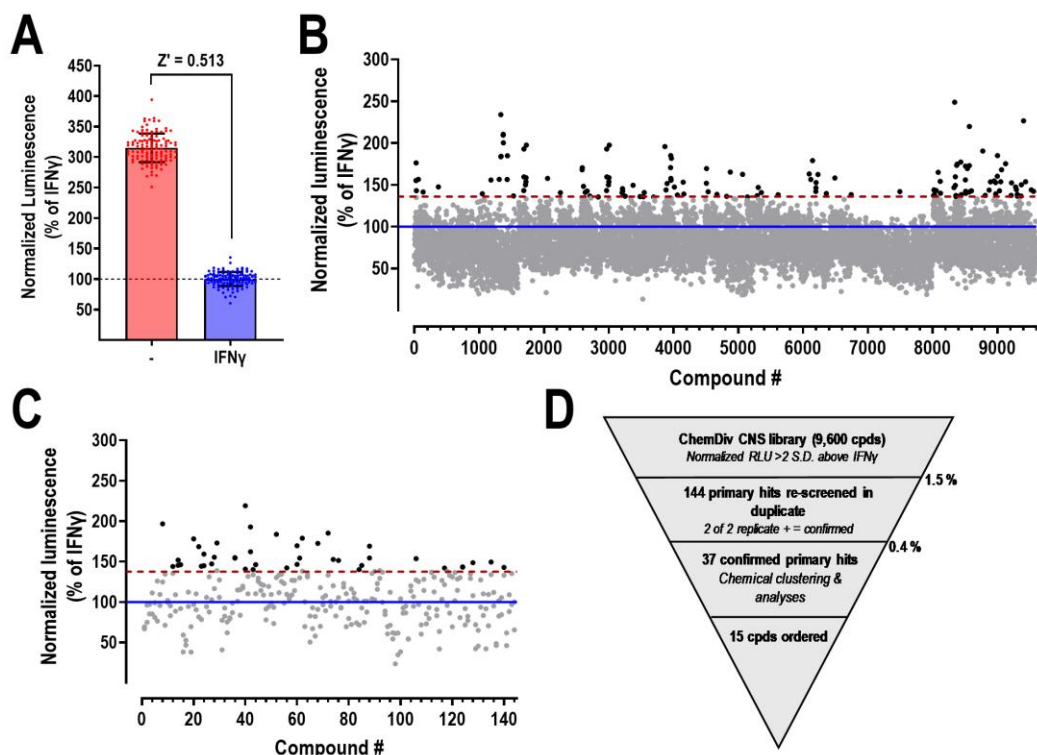 A
Normalized Luminescence
(% of IFNγ)
450
400
350
300
250
200
150
100
50
Z' = 0.513
-
IFNγ
B
Normalized luminescence
(% of IFNγ)
300
250
200
150
100
50
0
1000
2000
3000
4000
5000
6000
7000
8000
9000
Compound #
C
Normalized luminescence
(% of IFNγ)
300
250
200
150
100
50
0
20
40
60
80
100
120
140
Compound #
D
ChemDiv CNS library (9,600 cpds)
Normalized RLU >2 S.D. above IFNγ
1.5 %
144 primary hits re-screened in
duplicate
2 of 2 replicate + = confirmed
0.4 %
37 confirmed primary hits
Chemical clustering &
analyses
15 cpds ordered